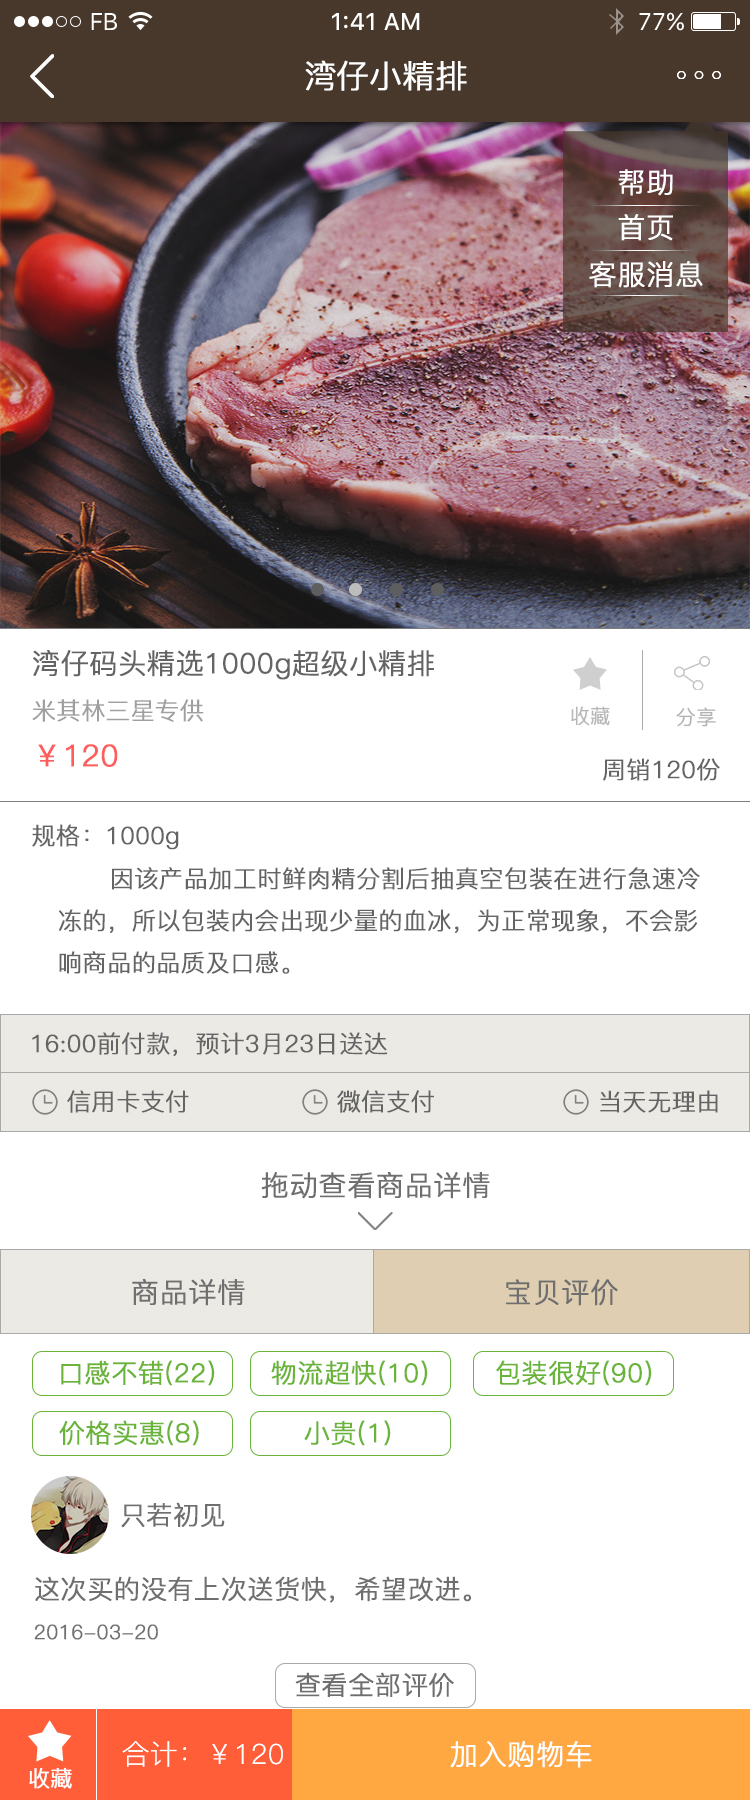 FB 1:41 AM 77%
湾仔小精排
帮助
首页
客服消息
湾仔码头精选1000g超级小精排
米其林三星专供
¥120
收藏
分享
周销120份
规格：1000g
因该产品加工时鲜肉精分割后抽真空包装在进行急速冷
冻的，所以包装内会出现少量的血冰，为正常现象，不会影
响商品的品质及口感。
16:00前付款，预计3月23日送达
信用卡支付 微信支付 当天无理由
拖动查看商品详情
商品详情 宝贝评价
口感不错(22) 物流超快(10) 包装很好(90)
价格实惠(8) 小贵(1)
只若初见
这次买的没有上次送货快，希望改进。
2016-03-20
查看全部评价
收藏 合计：¥120 加入购物车